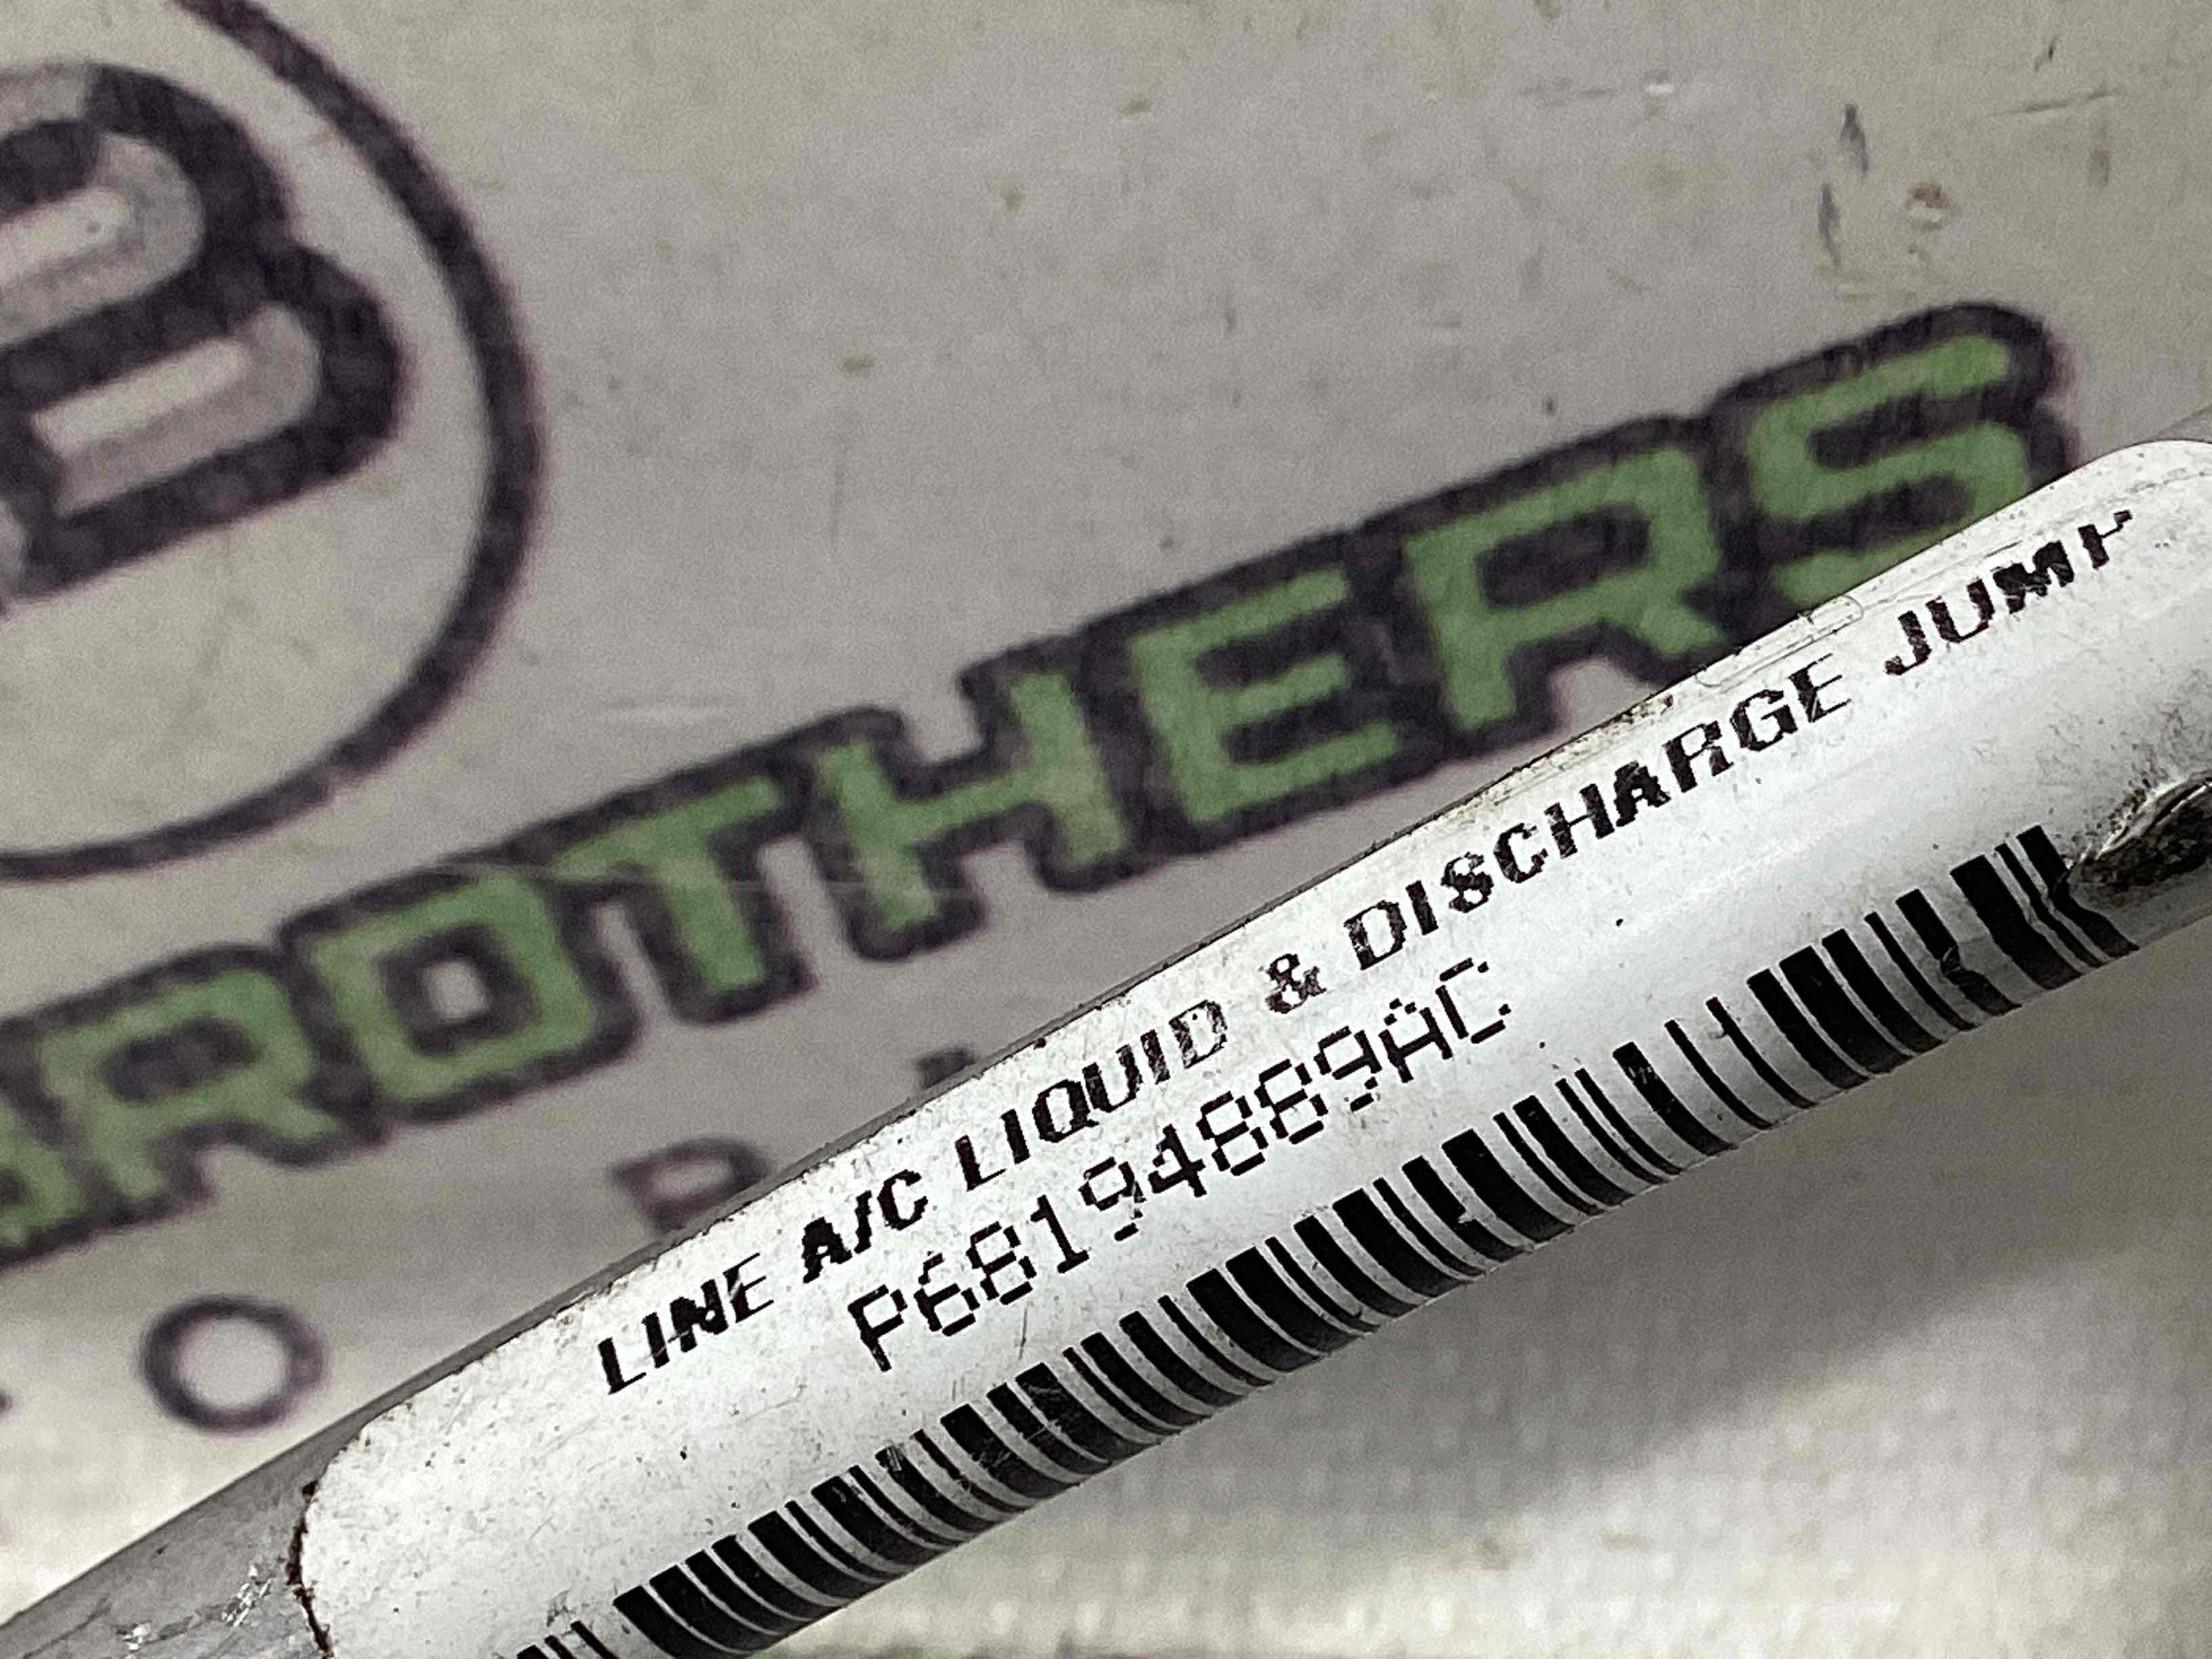 B
BROTHERS
LINE A/C LIQUID & DISCHARGE JUMP
P68194889AC